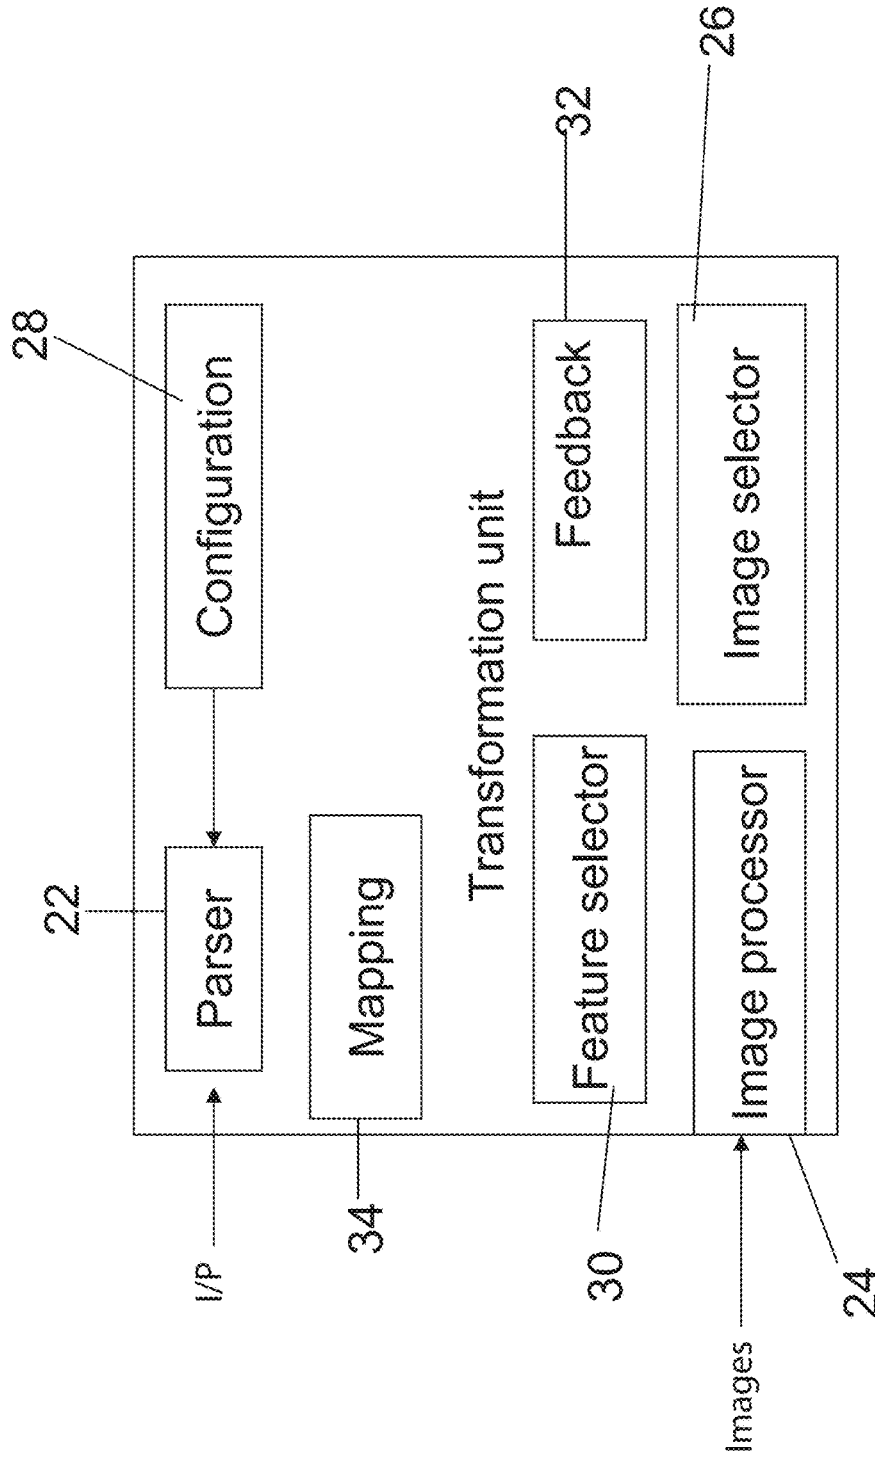 22
28
I/P
Parser
Configuration
34
Mapping
Transformation unit
32
Feature selector
Feedback
30
Images
Image processor
Image selector
24
26